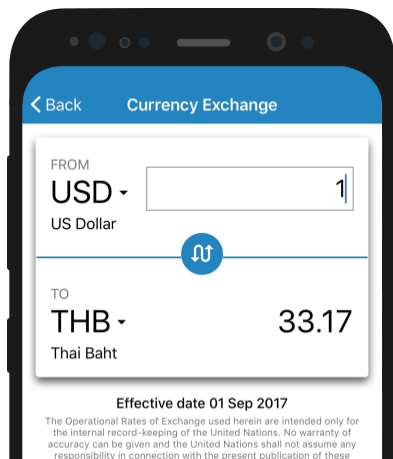 Back Currency Exchange
FROM
USD 1
US Dollar
TO
THB 33.17
Thai Baht
Effective date 01 Sep 2017
The Operational Rates of Exchange used herein are intended only for
the internal record-keeping of the United Nations. No warranty of
accuracy can be given and the United Nations shall not assume any
responsibility in connection with the present publication of these